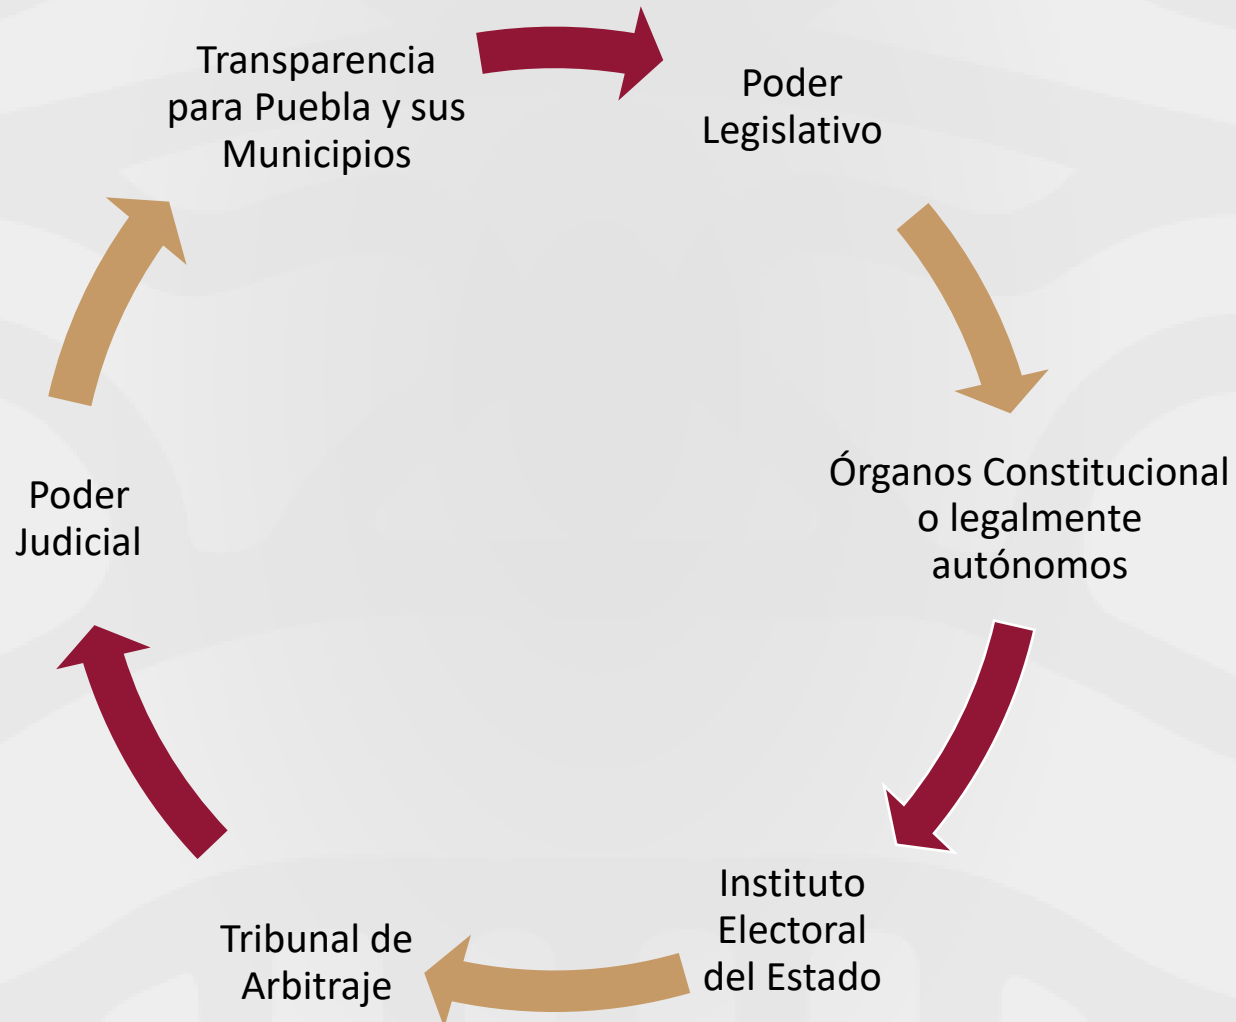 Transparencia
para Puebla y sus
Municipios
Poder
Legislativo
Órganos Constitucional
o legalmente
autónomos
Instituto
Electoral
del Estado
Tribunal de
Arbitraje
Poder
Judicial